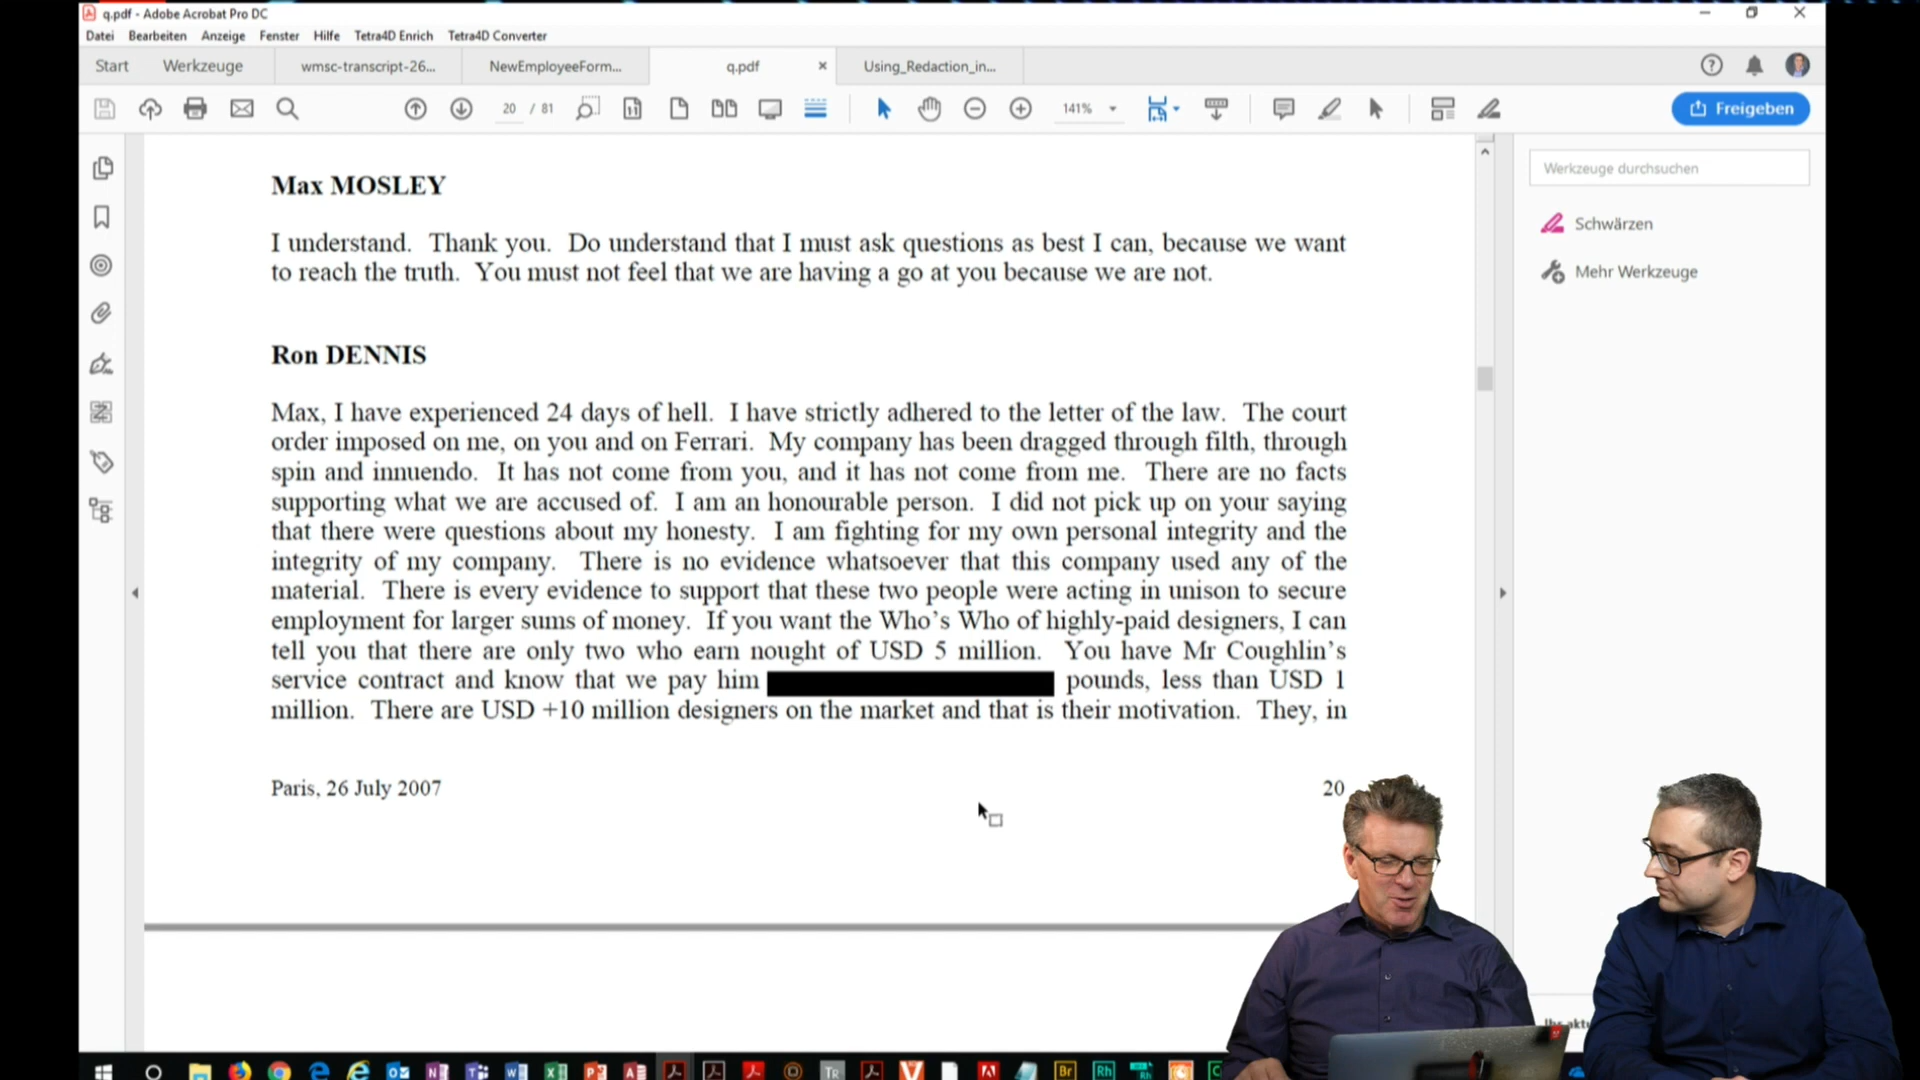 q.pdf - Adobe Acrobat Pro DC
Datei Bearbeiten Anzeige Fenster Hilfe Tetra4D Enrich Tetra4D Converter
Start Werkzeuge wmsc-transcript-26... NewEmployeeForm... q.pdf Using_Redaction_in...
20 / 81 141% Freigeben
Werkzeuge durchsuchen
Schwärzen
Mehr Werkzeuge
Max MOSLEY
I understand. Thank you. Do understand that I must ask questions as best I can, because we want
to reach the truth. You must not feel that we are having a go at you because we are not.
Ron DENNIS
Max, I have experienced 24 days of hell. I have strictly adhered to the letter of the law. The court
order imposed on me, on you and on Ferrari. My company has been dragged through filth, through
spin and innuendo. It has not come from you, and it has not come from me. There are no facts
supporting what we are accused of. I am an honourable person. I did not pick up on your saying
that there were questions about my honesty. I am fighting for my own personal integrity and the
integrity of my company. There is no evidence whatsoever that this company used any of the
material. There is every evidence to support that these two people were acting in unison to secure
employment for larger sums of money. If you want the Who's Who of highly-paid designers, I can
tell you that there are only two who earn nought of USD 5 million. You have Mr Coughlin's
service contract and know that we pay him pounds, less than USD 1
million. There are USD +10 million designers on the market and that is their motivation. They, in
Paris, 26 July 2007 20